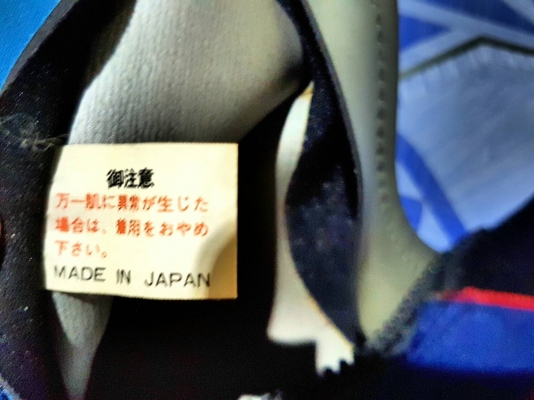 御注意
万一肌に異常が生じた
場合は、着用をおやめ
下さい。
MADE IN JAPAN